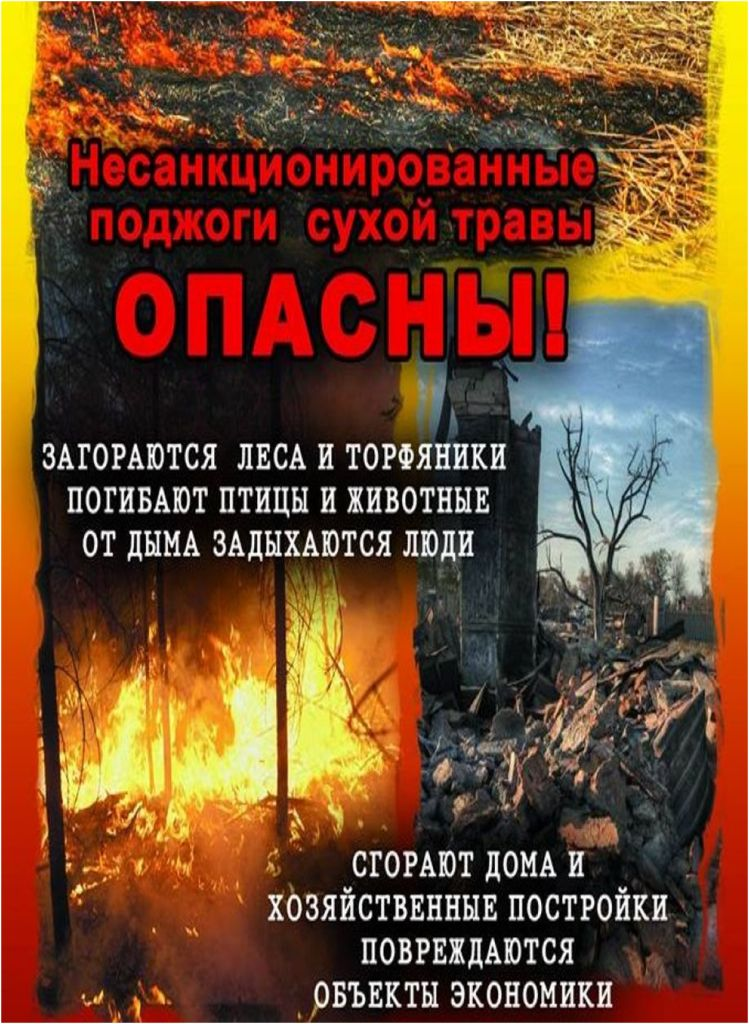 Несанкционированные
поджоги сухой травы
ОПАСНЫ!
ЗАГОРАЮТСЯ ЛЕСА И ТОРФЯНИКИ
ПОГИБАЮТ ПТИЦЫ И ЖИВОТНЫЕ
ОТ ДЫМА ЗАДЫХАЮТСЯ ЛЮДИ
СГОРАЮТ ДОМА И
ХОЗЯЙСТВЕННЫЕ ПОСТРОЙКИ
ПОВРЕЖДАЮТСЯ
ОБЪЕКТЫ ЭКОНОМИКИ